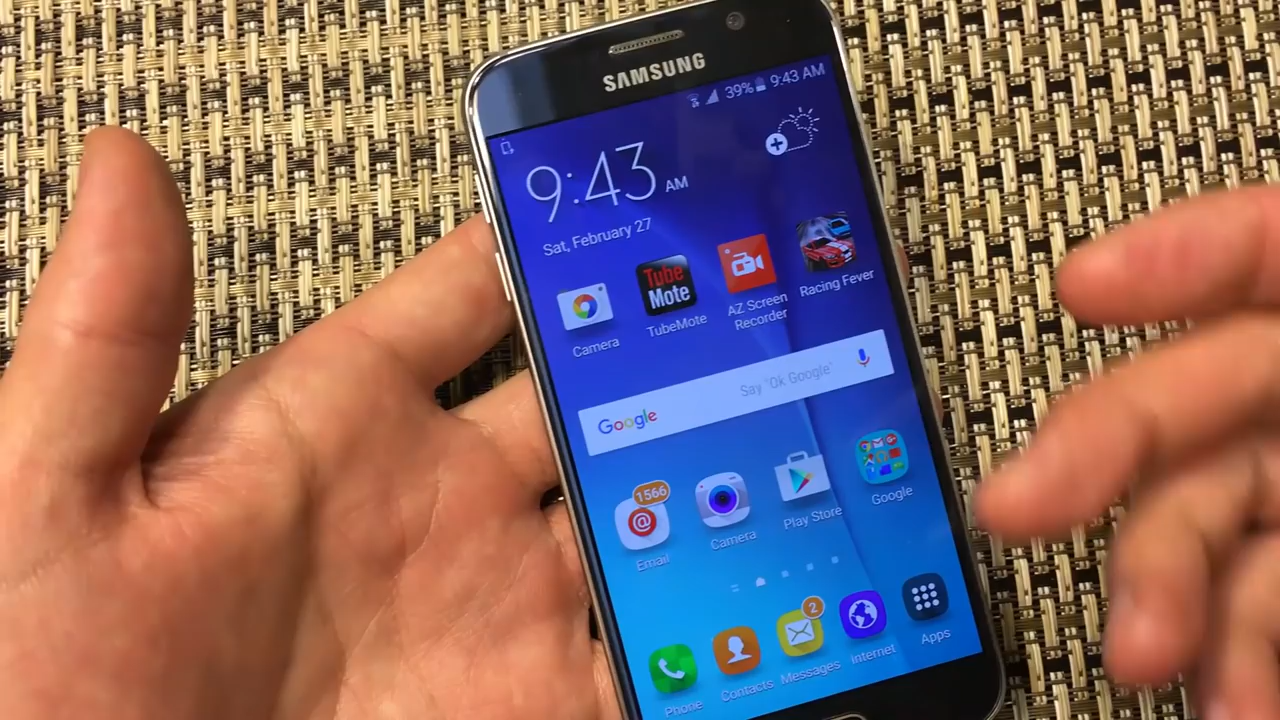 SAMSUNG
39% 9:43 AM
9:43 AM
Sat, February 27
Tube
Mote
Camera
TubeMote
AZ Screen
Recorder
Racing Fever
Google
Say "Ok Google"
1566
@
Email
Camera
Play Store
Google
2
Phone
Contacts
Messages
Internet
Apps